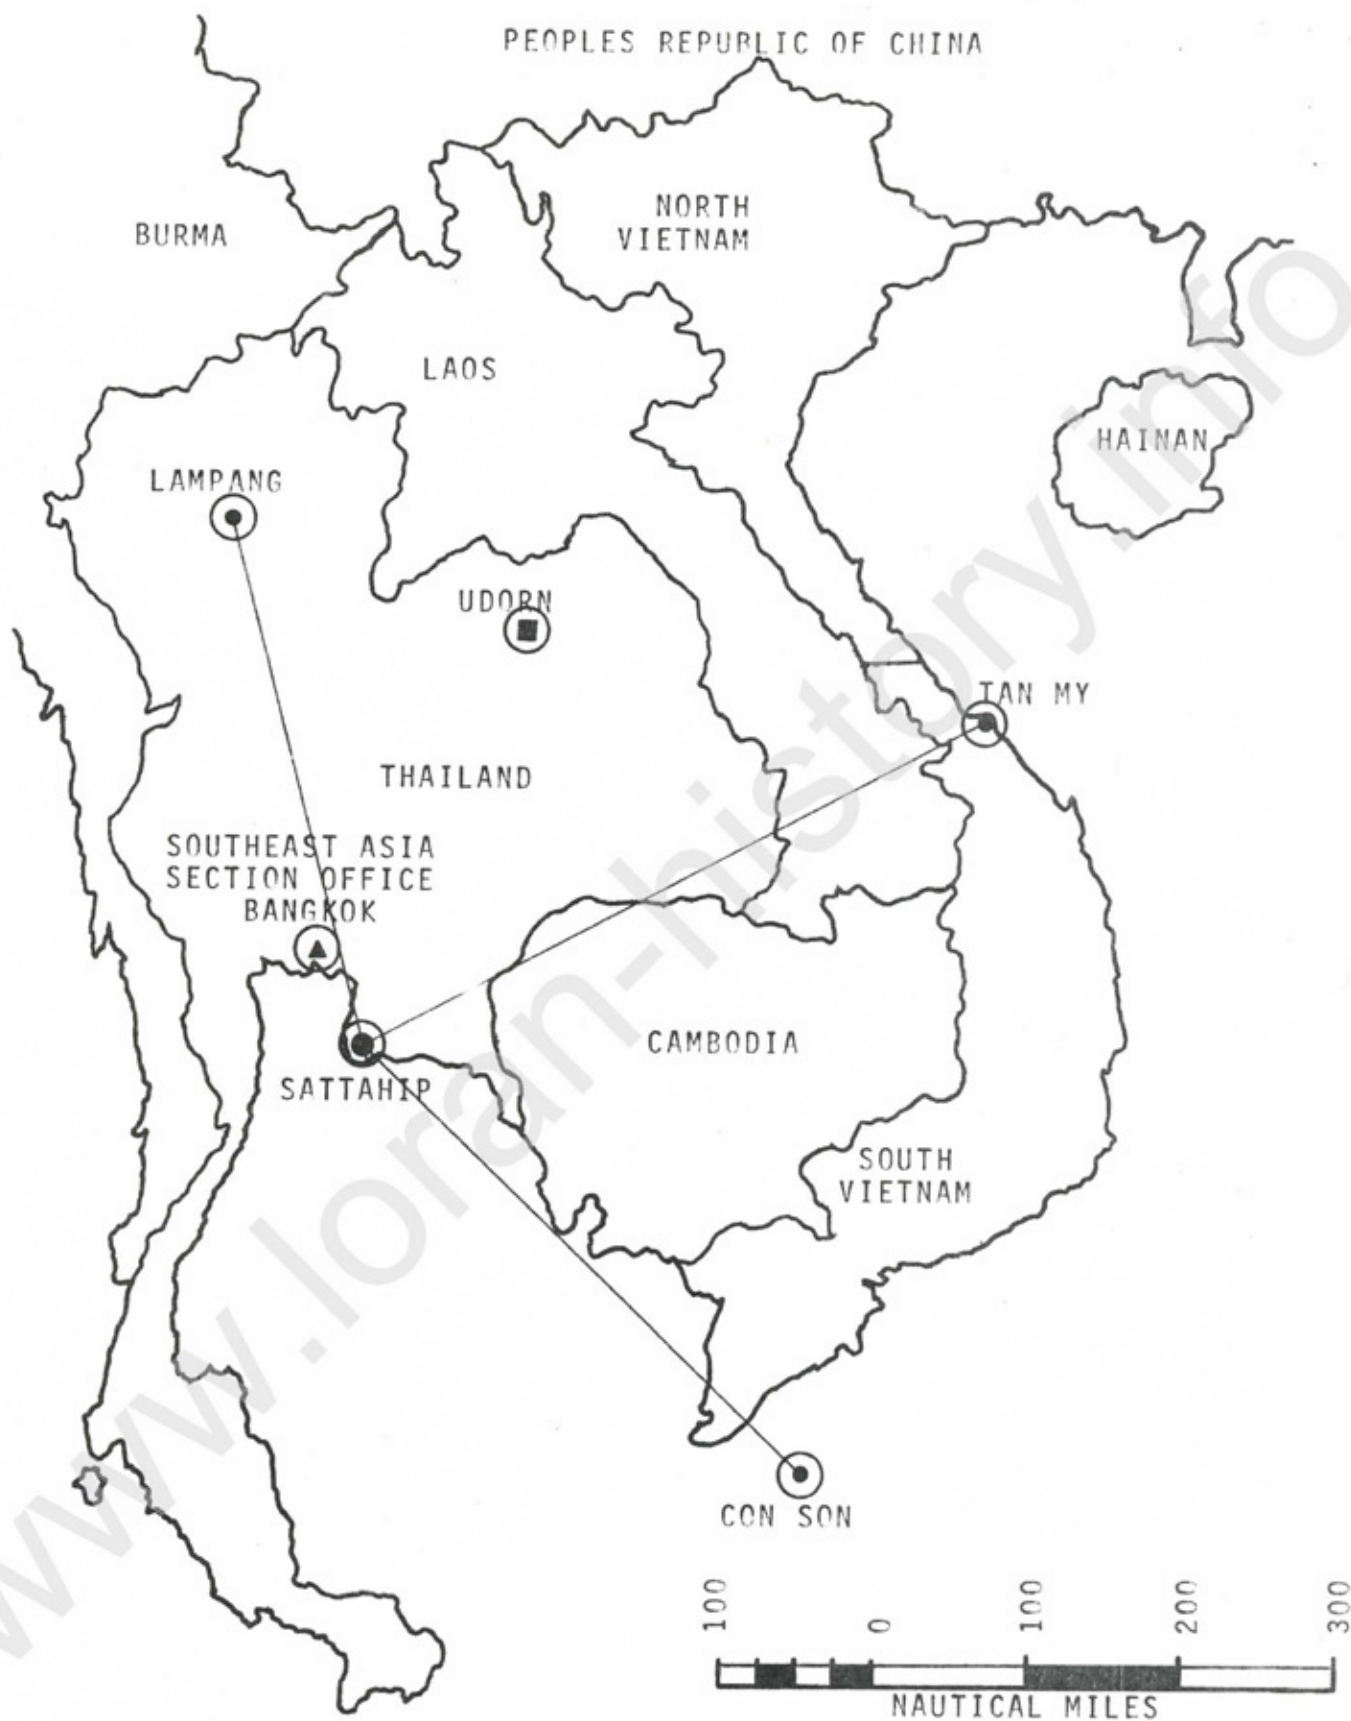 PEOPLES REPUBLIC OF CHINA
NORTH
VIETNAM
BURMA
LAOS
HAINAN
LAMPANG
UDORN
TAN MY
THAILAND
SOUTHEAST ASIA
SECTION OFFICE
BANGKOK
CAMBODIA
SATTAHIP
SOUTH
VIETNAM
CON SON
100 0 100 200 300
NAUTICAL MILES
www.loran-history.info